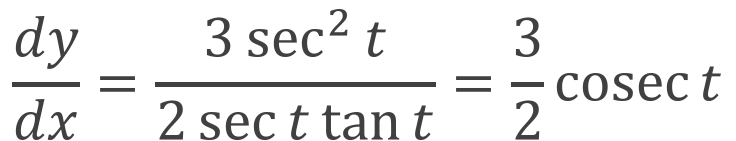 dy/dx = 3 sec² t / 2 sec t tan t = 3/2 cosec t